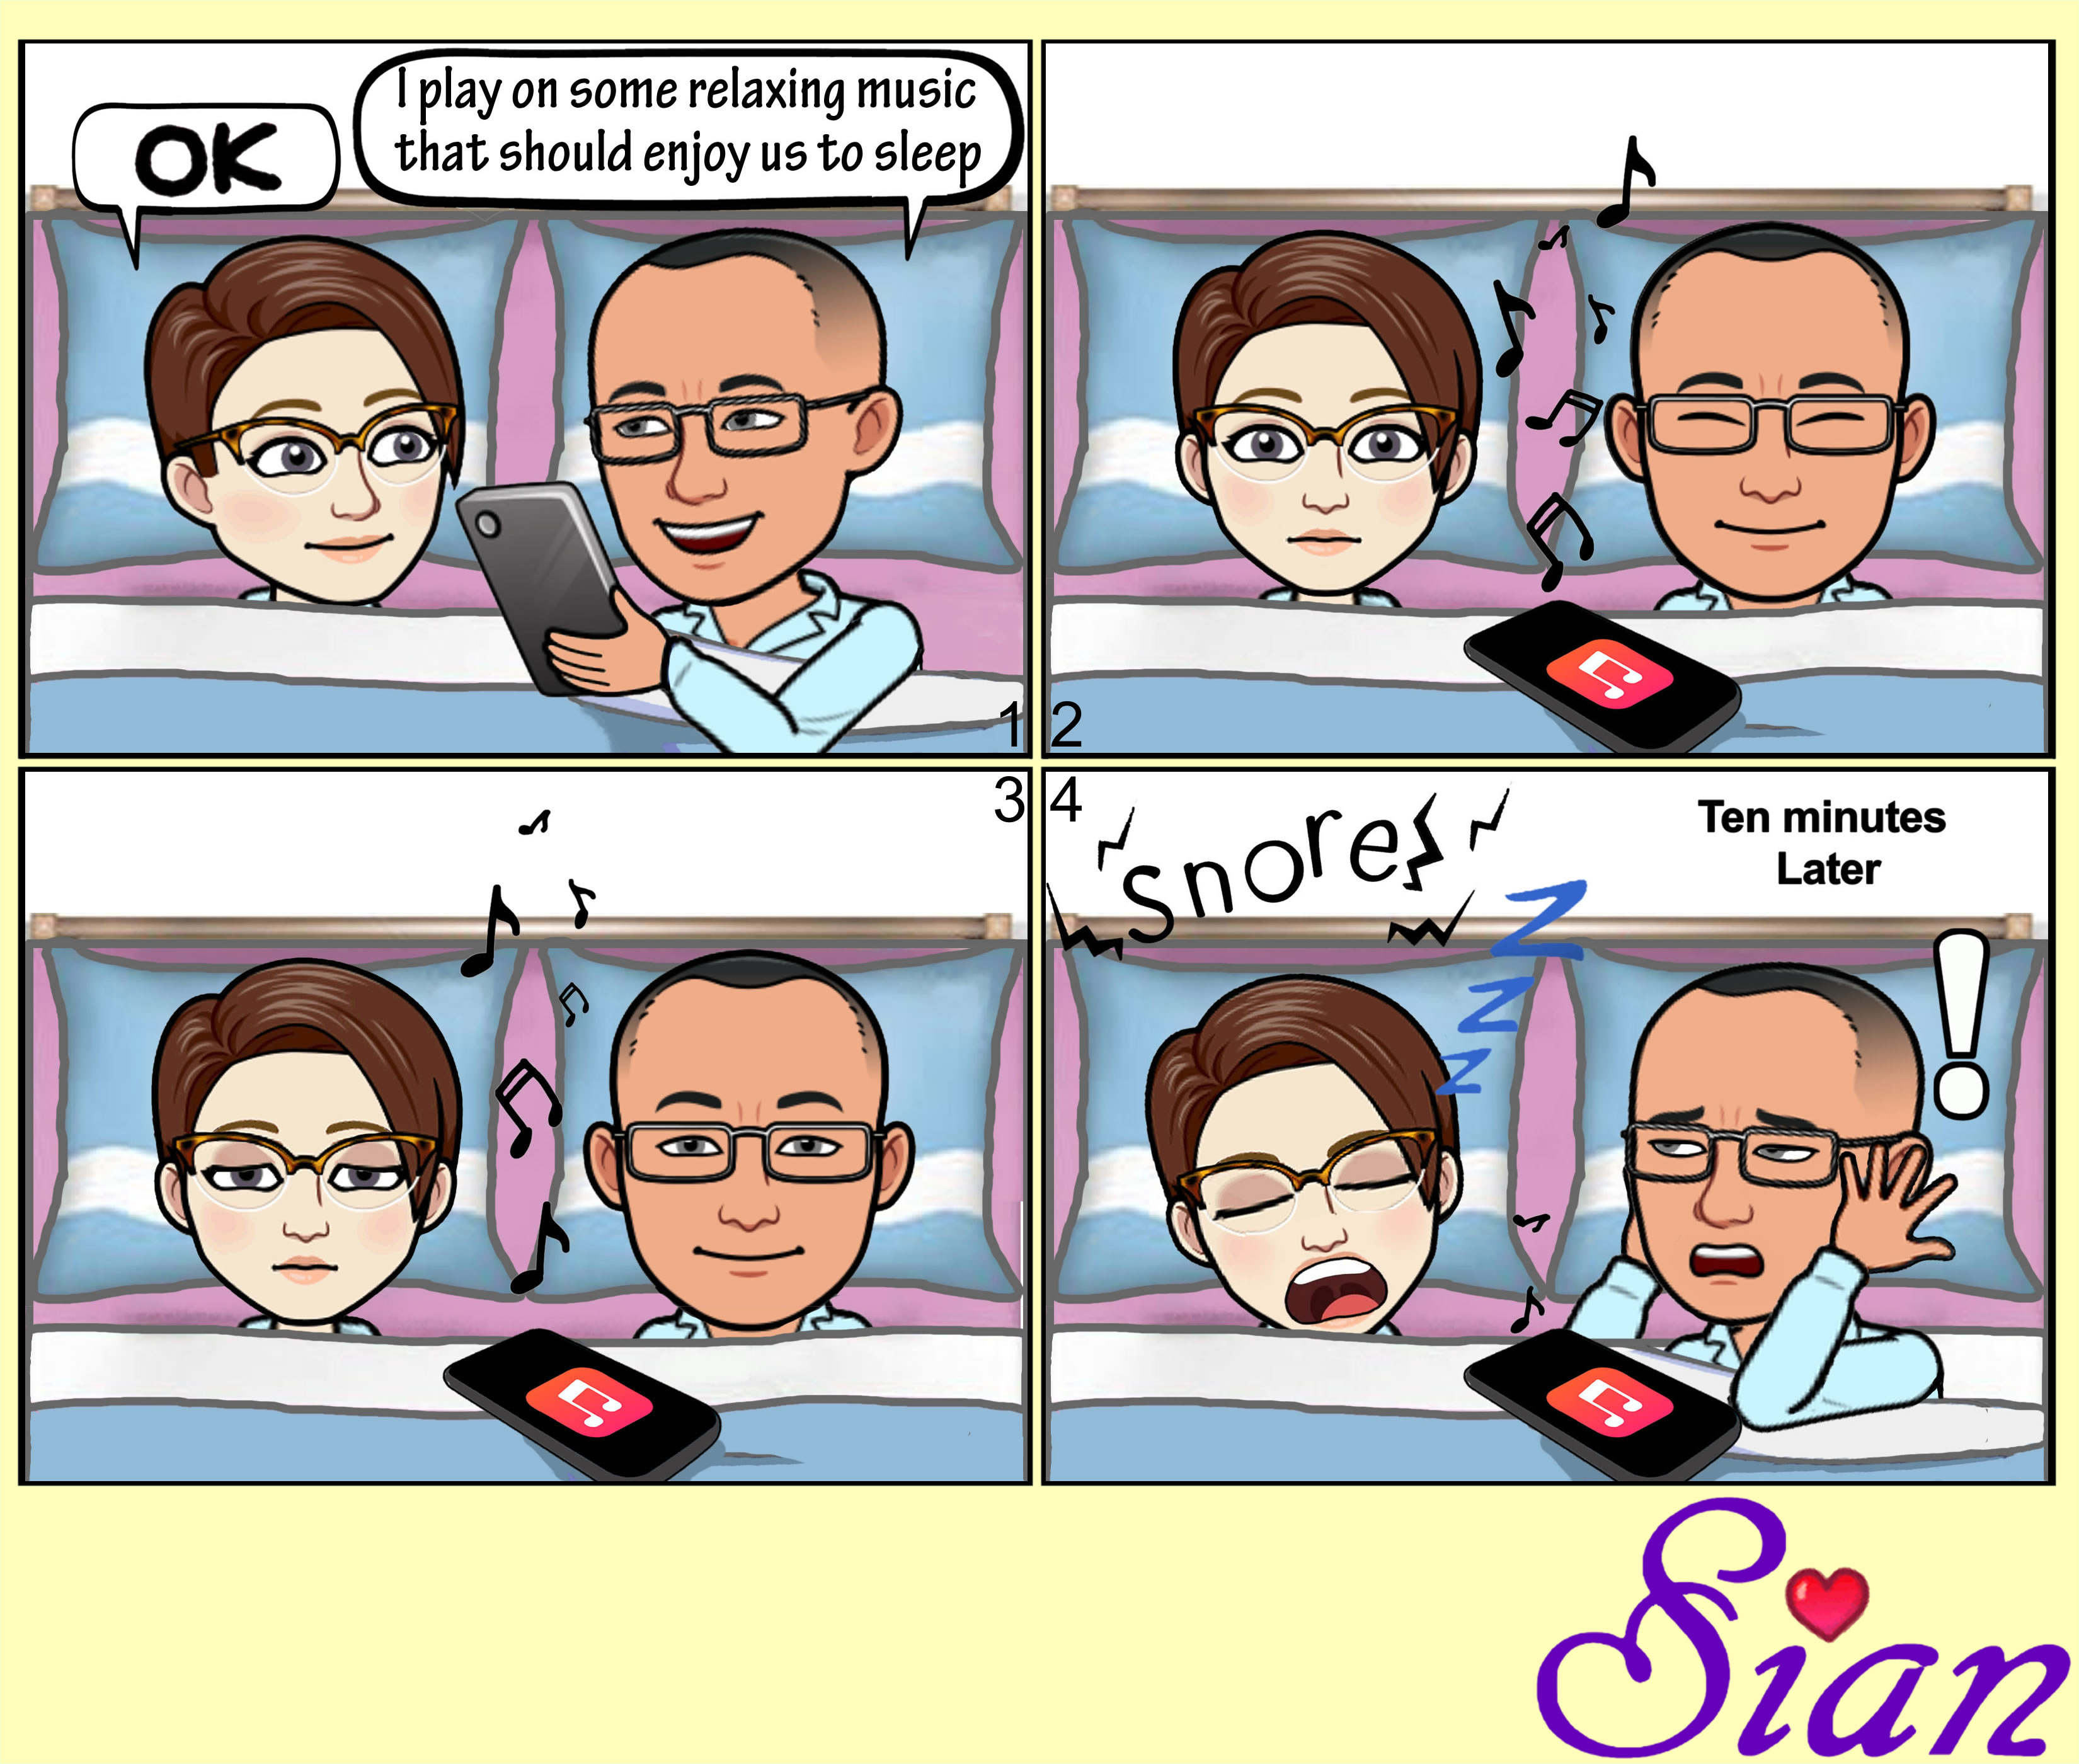 OK
I play on some relaxing music
that should enjoy us to sleep
1
2
3
4
snores
Ten minutes
Later
Z
Z
Z
!
Sian